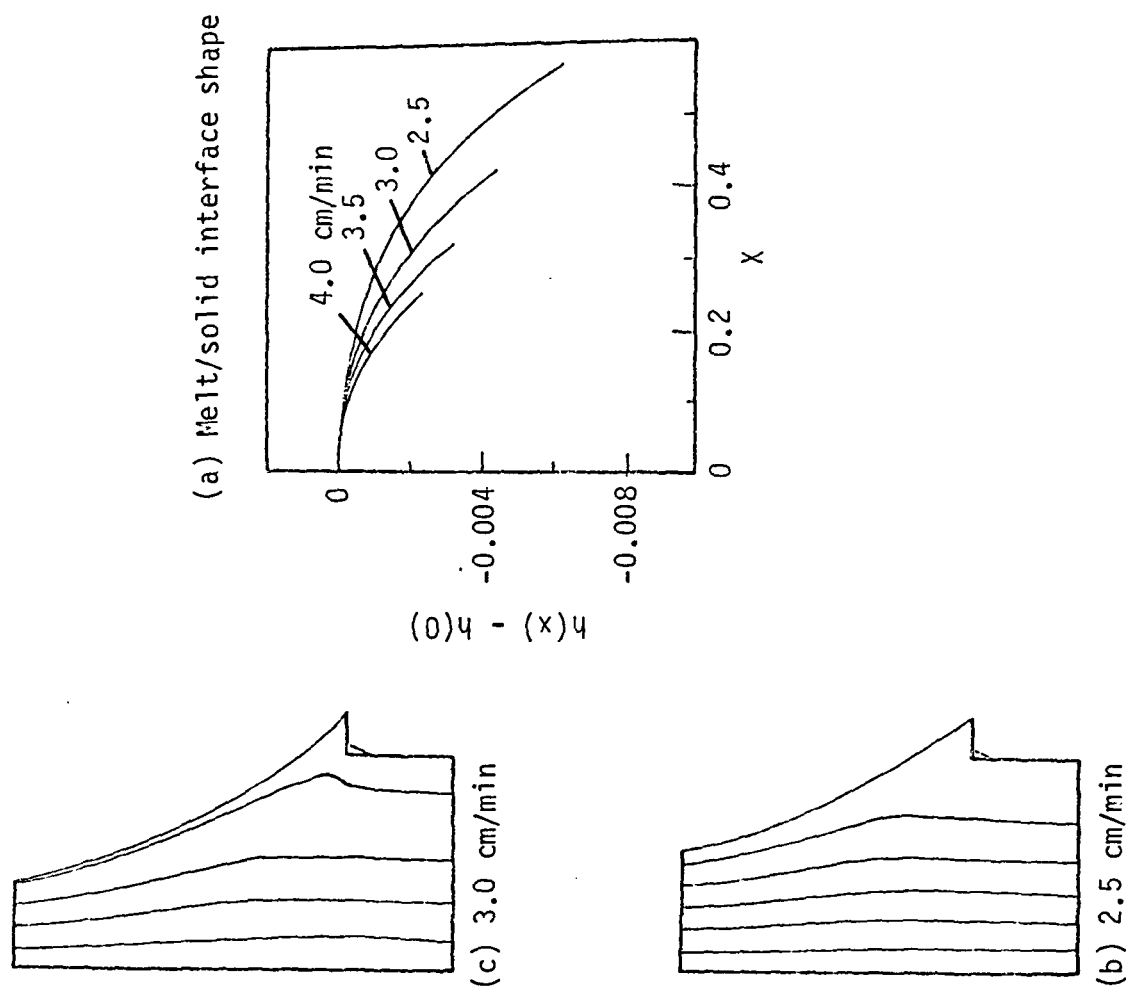 (a) Melt/solid interface shape
4.0 cm/min
3.5
3.0
2.5
0
-0.004
-0.008
h(x) - h(0)
0
0.2
0.4
X
(c) 3.0 cm/min
(b) 2.5 cm/min